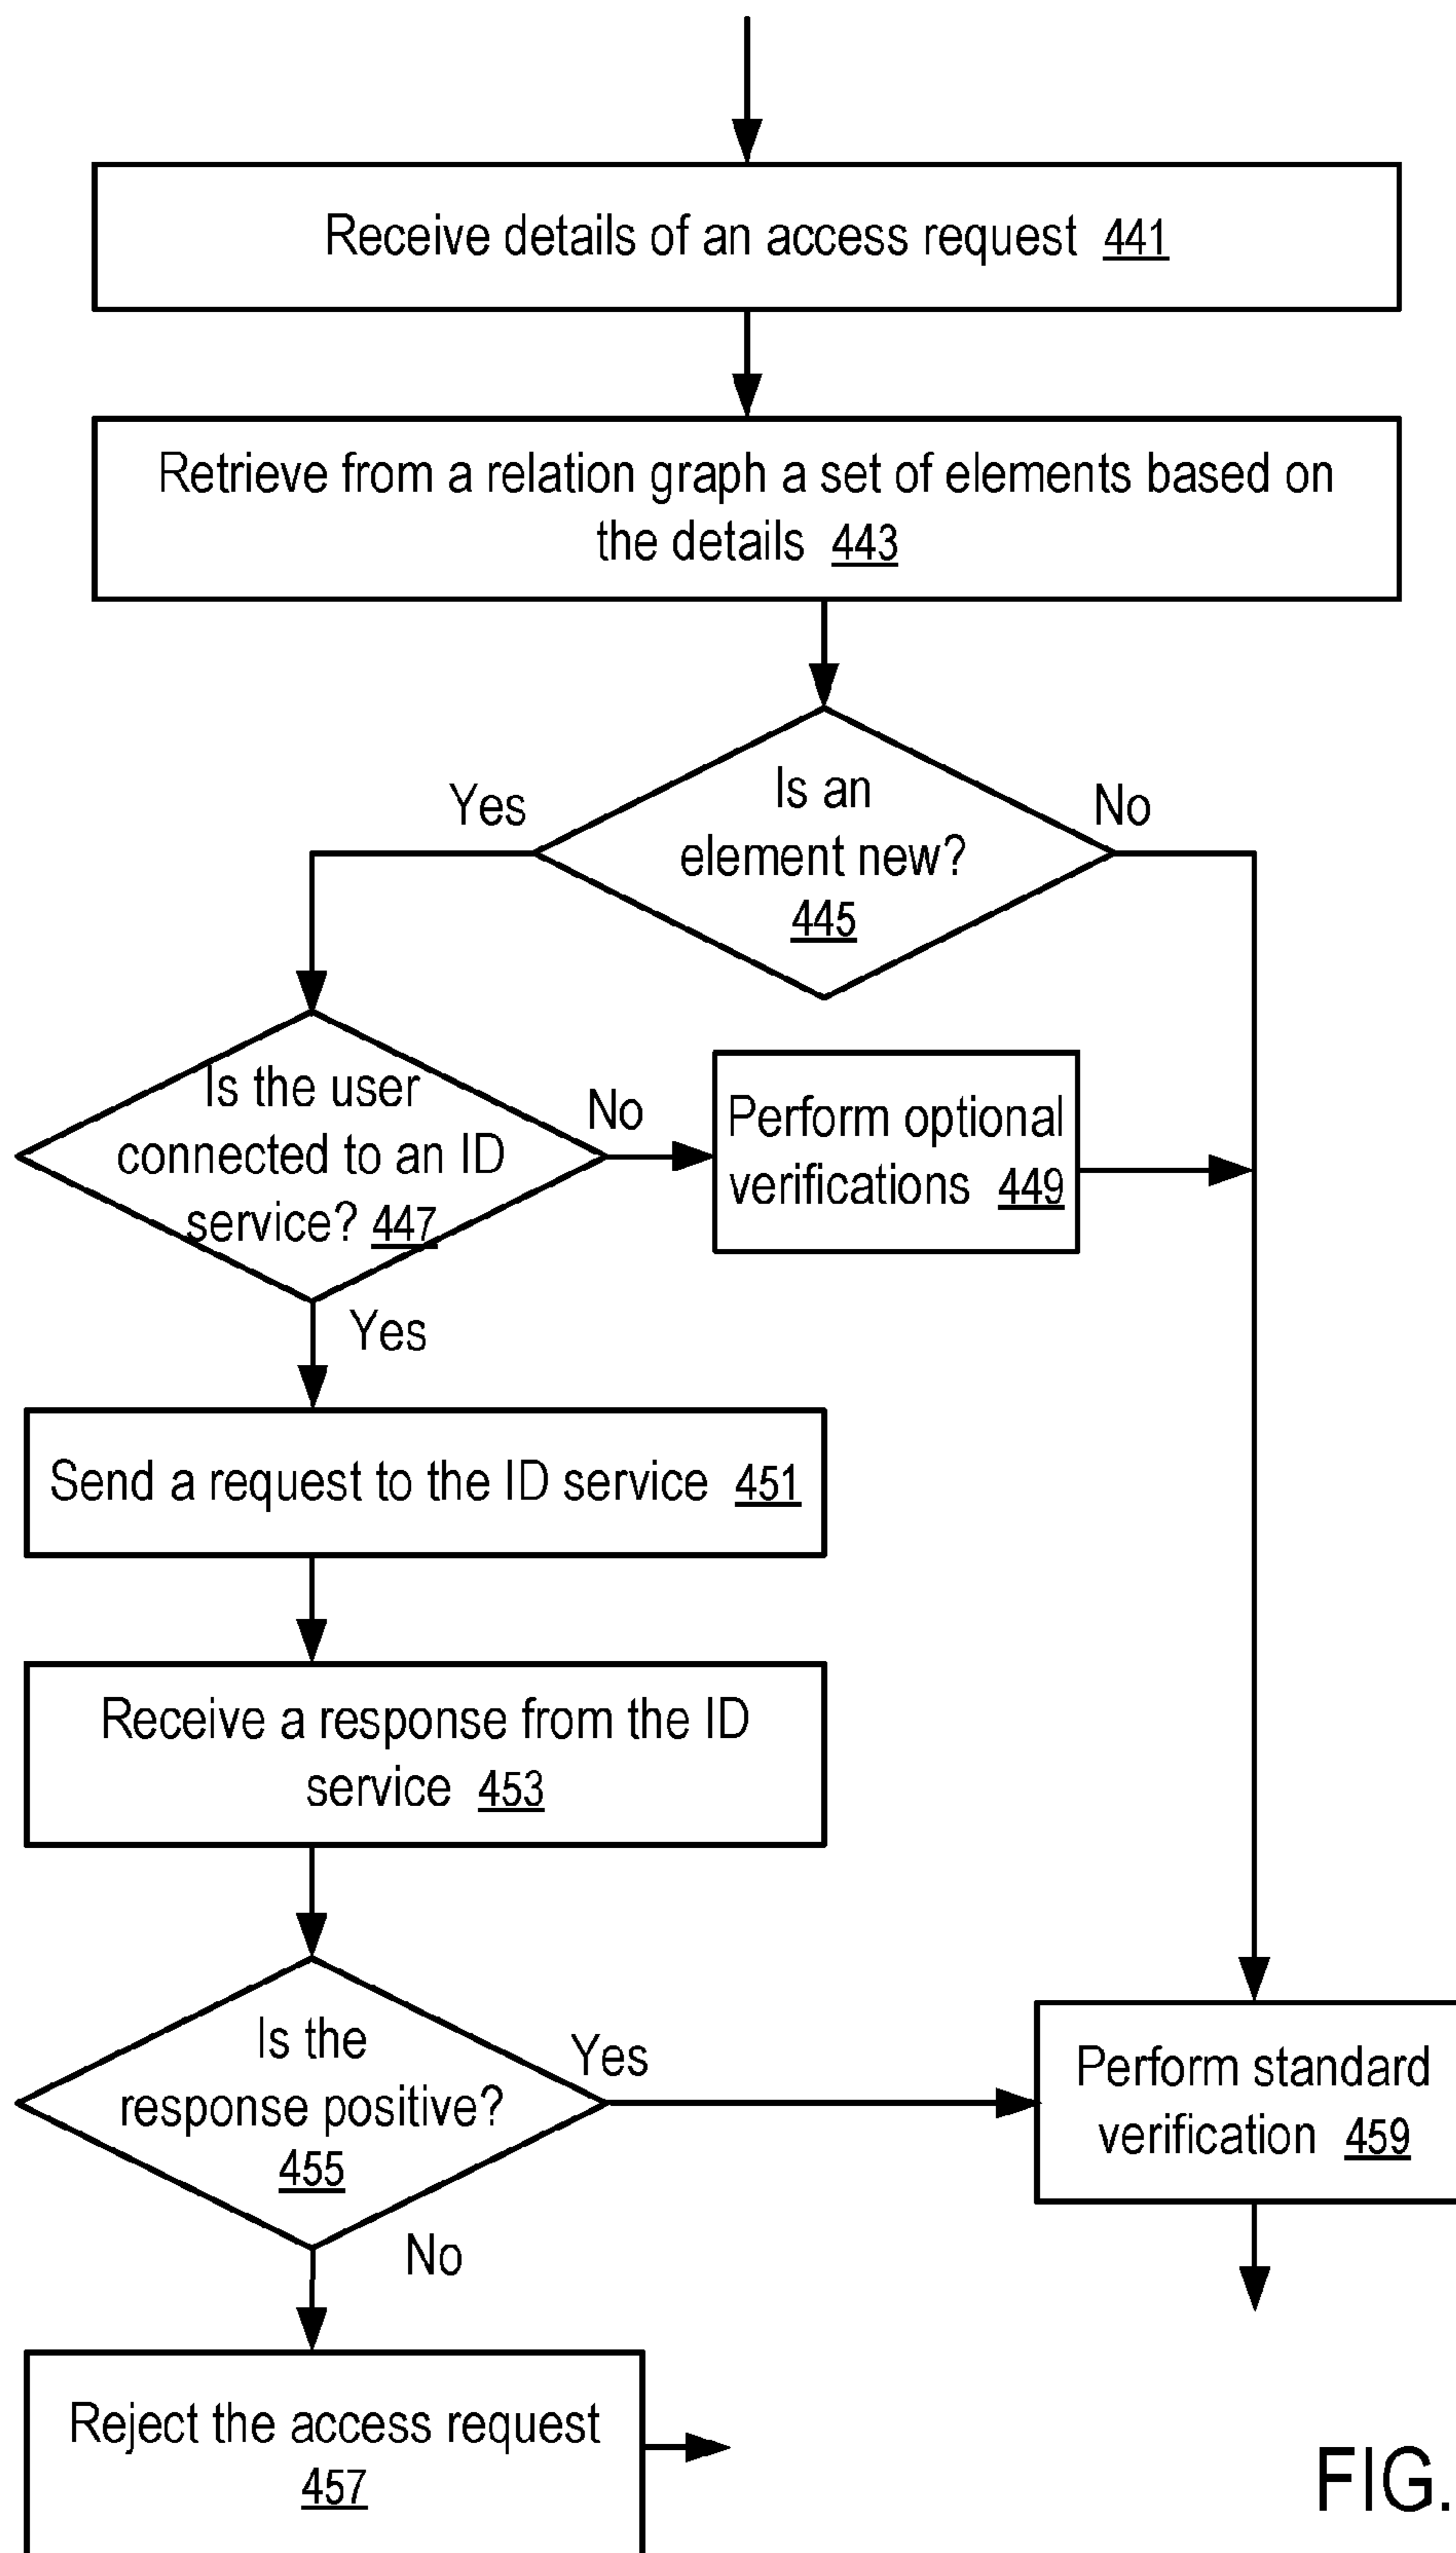 Receive details of an access request 441
Retrieve from a relation graph a set of elements based on
the details 443
Is an
element new?
445
Yes
No
Is the user
connected to an ID
service? 447
No
Yes
Perform optional
verifications 449
Send a request to the ID service 451
Receive a response from the ID
service 453
Is the
response positive?
455
Yes
No
Perform standard
verification 459
Reject the access request
457
FIG.